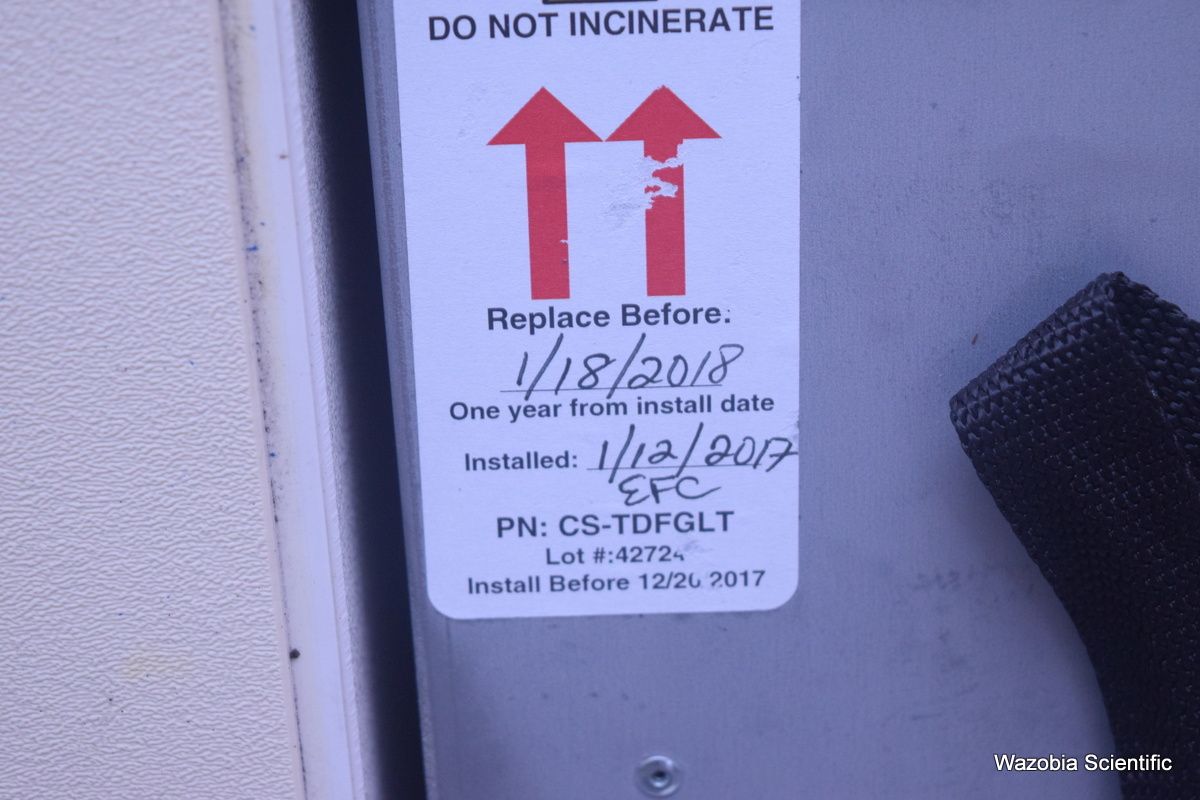 DO NOT INCINERATE
Replace Before:
1/18/2018
One year from install date
Installed: 1/12/2017
EFC
PN: CS-TDFGLT
Lot #:42724
Install Before 12/20 2017
Wazobia Scientific